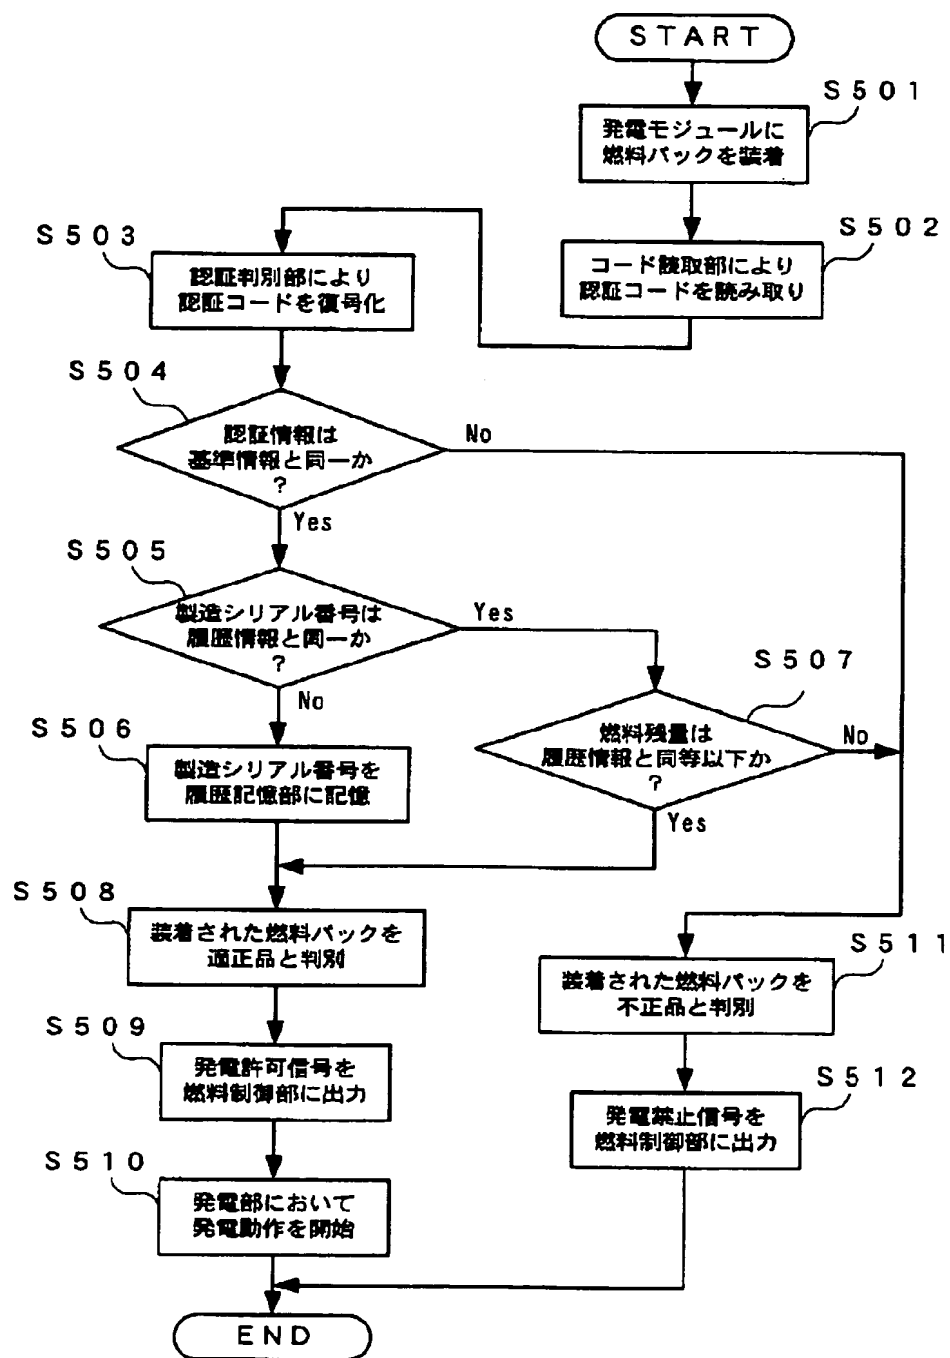 START
S501
発電モジュールに
燃料パックを装着
S502
コード読取部により
認証コードを読み取り
S503
認証判別部により
認証コードを復号化
S504
認証情報は
基準情報と同一か
?
No
Yes
S505
製造シリアル番号は
履歴情報と同一か
?
Yes
No
S506
製造シリアル番号を
履歴記憶部に記憶
S507
燃料残量は
履歴情報と同等以下か
?
No
Yes
S508
装着された燃料パックを
適正品と判別
S509
発電許可信号を
燃料制御部に出力
S510
発電部において
発電動作を開始
S511
装着された燃料パックを
不正品と判別
S512
発電禁止信号を
燃料制御部に出力
END